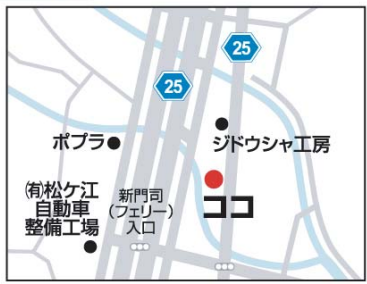 25
25
ポプラ
ジドウシャ工房
㈲松ケ江
自動車
整備工場
新門司
(フェリー)
入口
ココ